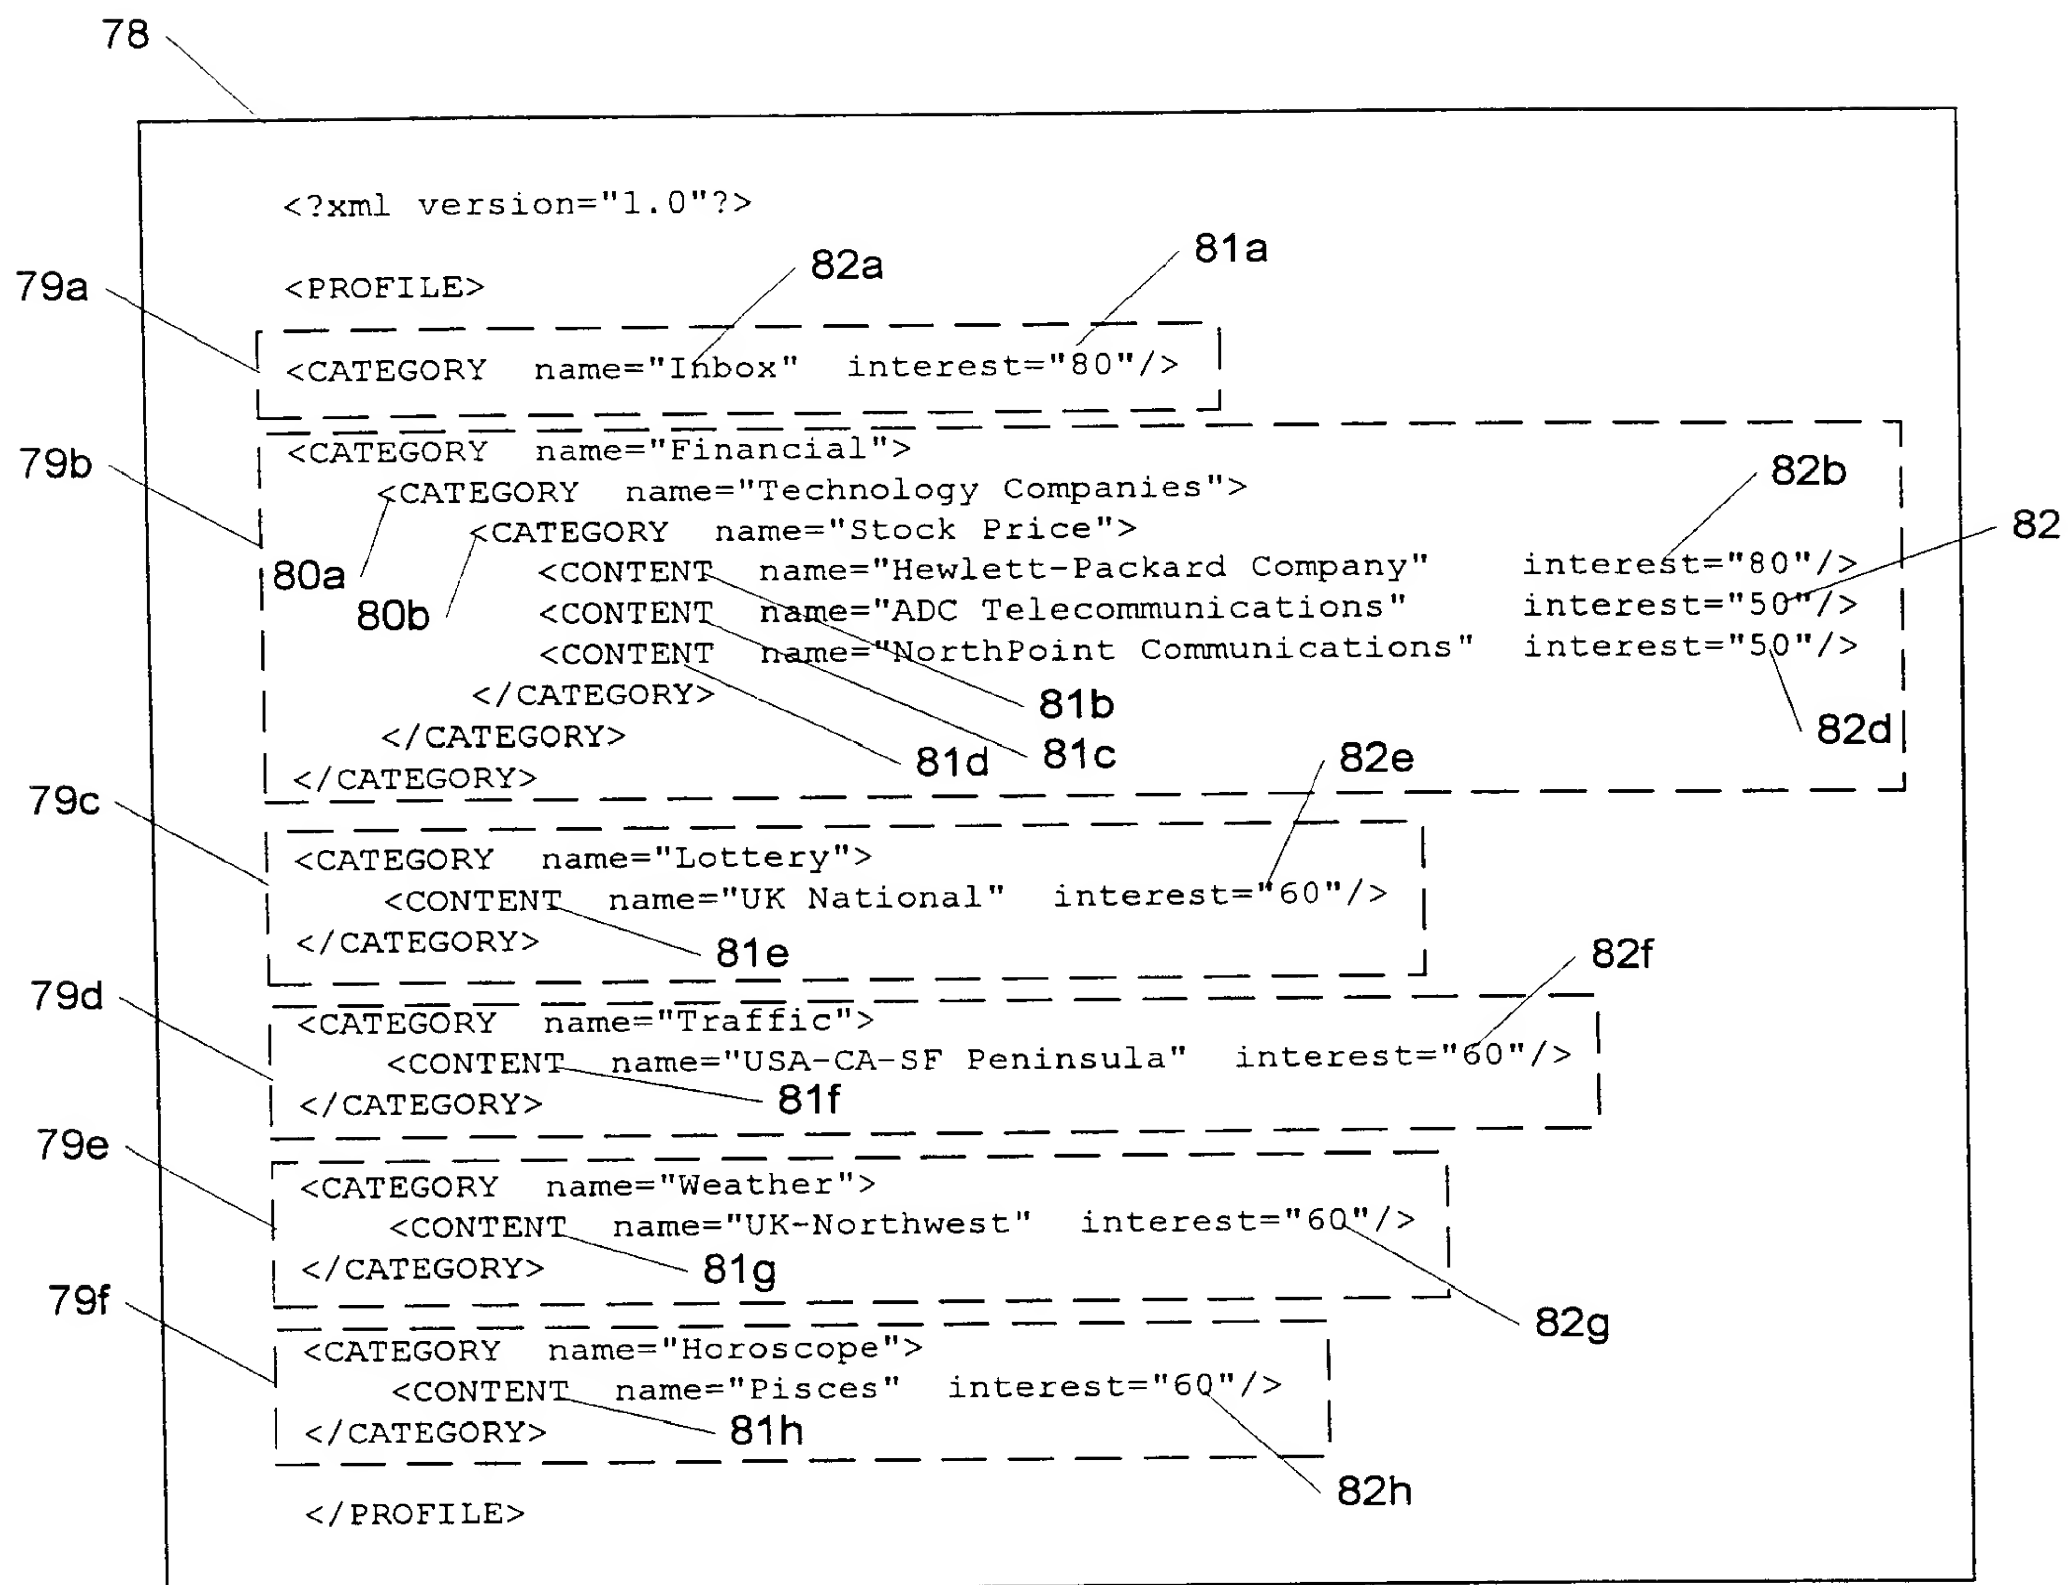 78
<?xml version="1.0"?>
82a
81a
79a
<PROFILE>
<CATEGORY name="Inbox" interest="80"/>
79b
<CATEGORY name="Financial">
82b
<CATEGORY name="Technology Companies">
<CATEGORY name="Stock Price">
82
80a
<CONTENT name="Hewlett-Packard Company" interest="80"/>
80b
<CONTENT name="ADC Telecommunications" interest="50"/>
<CONTENT name="NorthPoint Communications" interest="50"/>
</CATEGORY>
81b
</CATEGORY>
82d
81d
81c
82e
</CATEGORY>
79c
<CATEGORY name="Lottery">
<CONTENT name="UK National" interest="60"/>
</CATEGORY>
81e
82f
79d
<CATEGORY name="Traffic">
<CONTENT name="USA-CA-SF Peninsula" interest="60"/>
</CATEGORY>
81f
79e
<CATEGORY name="Weather">
<CONTENT name="UK-Northwest" interest="60"/>
</CATEGORY>
81g
79f
82g
<CATEGORY name="Horoscope">
<CONTENT name="Pisces" interest="60"/>
</CATEGORY>
81h
82h
</PROFILE>